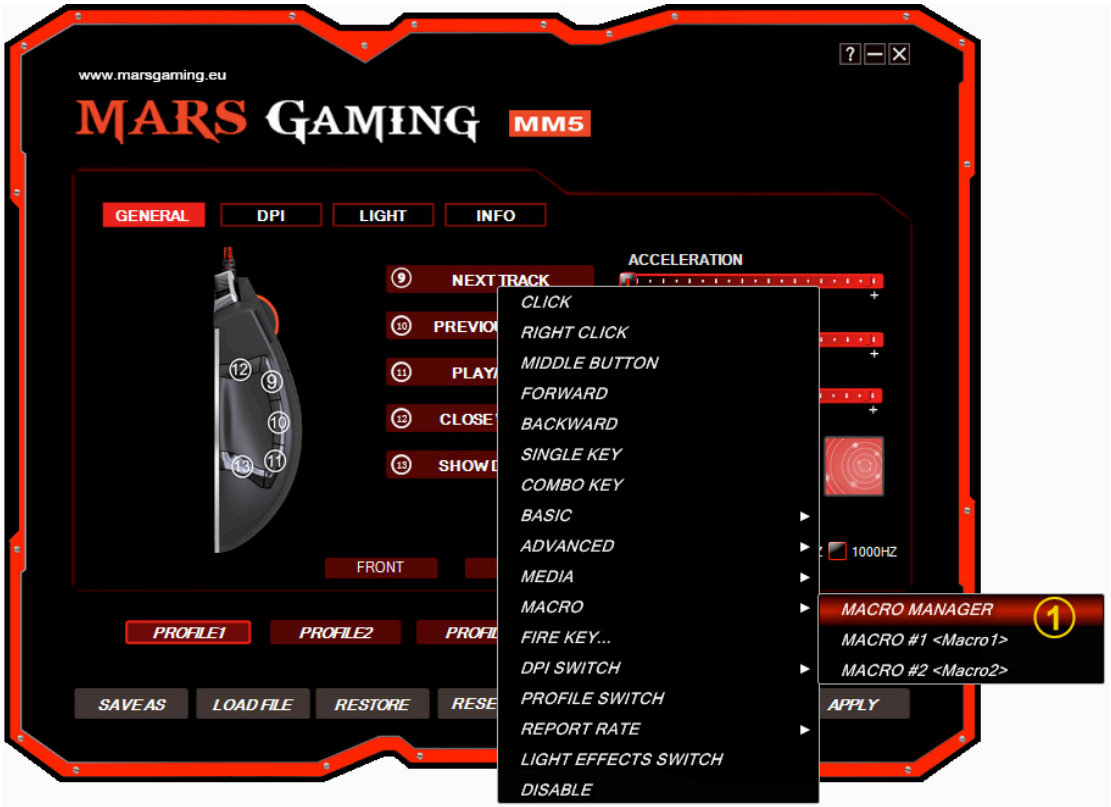 www.marsgaming.eu
? – X
MARS GAMING MM5
GENERAL DPI LIGHT INFO
ACCELERATION
9 NEXT TRACK
+
10 PREVIO
+
11 PLAY/
12 CLOSE
+
13 SHOW D
12
9
10
11
13
1000HZ
FRONT
PROFILE1 PROFILE2 PROFIL
SAVE AS LOAD FILE RESTORE RESE APPLY
CLICK
RIGHT CLICK
MIDDLE BUTTON
FORWARD
BACKWARD
SINGLE KEY
COMBO KEY
BASIC
ADVANCED
MEDIA
MACRO
FIRE KEY...
DPI SWITCH
PROFILE SWITCH
REPORT RATE
LIGHT EFFECTS SWITCH
DISABLE
MACRO MANAGER 1
MACRO #1 <Macro1>
MACRO #2 <Macro2>